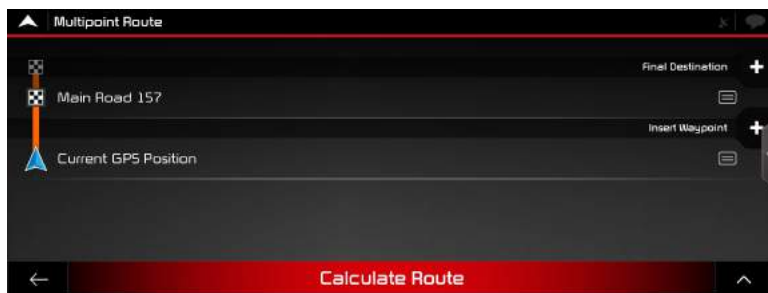 Multipoint Route
Final Destination
Main Road 157
Insert Waypoint
Current GPS Position
Calculate Route